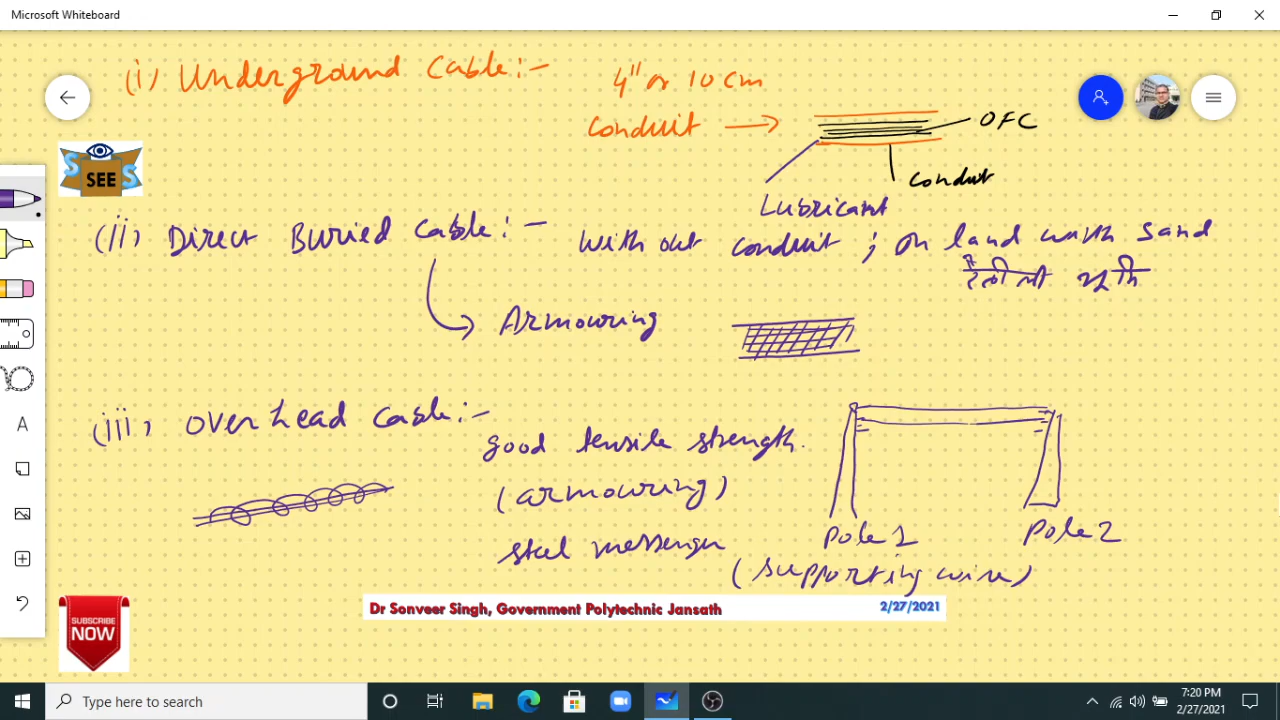 Microsoft Whiteboard
(i) Underground Cable:-
4" or 10 cm
Conduit →
OFC
Conduit
Lubricant
SEE
S S
(ii) Direct Buried Cable:- with out conduit ; on land with sand
Armouring
(iii) Overhead Cable:-
good tensile strength.
(armouring)
steel messenger
(supporting wire)
Pole 1
Pole 2
Dr Sonveer Singh, Government Polytechnic Jansath
2/27/2021
SUBSCRIBE
NOW
A
Type here to search
7:20 PM
2/27/2021